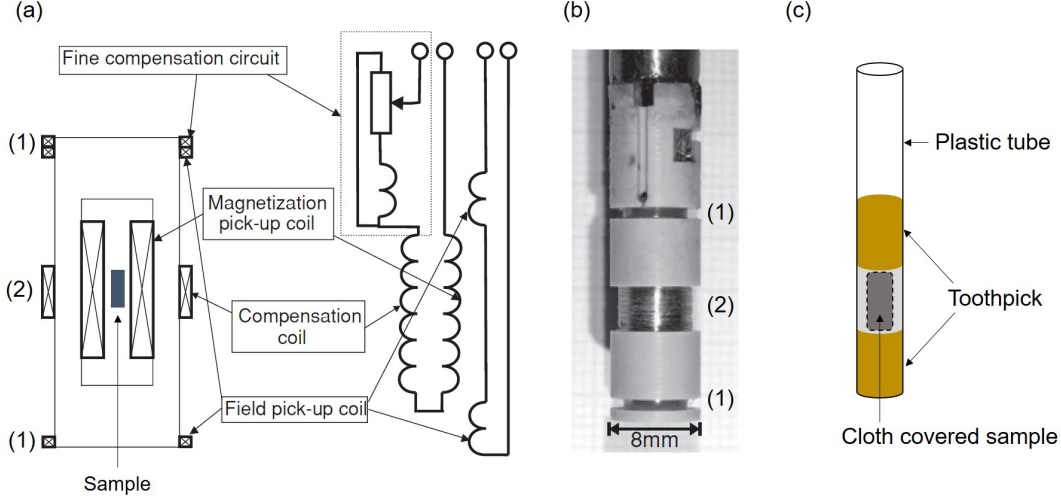 (a)
Fine compensation circuit
(1)
Magnetization
pick-up coil
(2)
Compensation
coil
(1)
Field pick-up coil
Sample
(b)
(1)
(2)
(1)
8mm
(c)
Plastic tube
Toothpick
Cloth covered sample